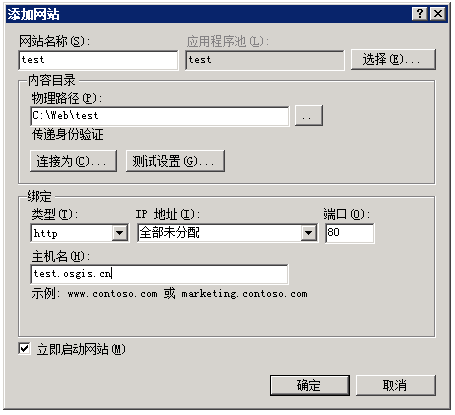 添加网站
网站名称(S): 应用程序池(L):
test test 选择(E)...
内容目录
物理路径(P):
C:\Web\test ..
传递身份验证
连接为(C)... 测试设置(G)...
绑定
类型(T): IP 地址(I): 端口(O):
http 全部未分配 80
主机名(H):
test.osgis.cn
示例: www.contoso.com 或 marketing.contoso.com
立即启动网站(M)
确定 取消